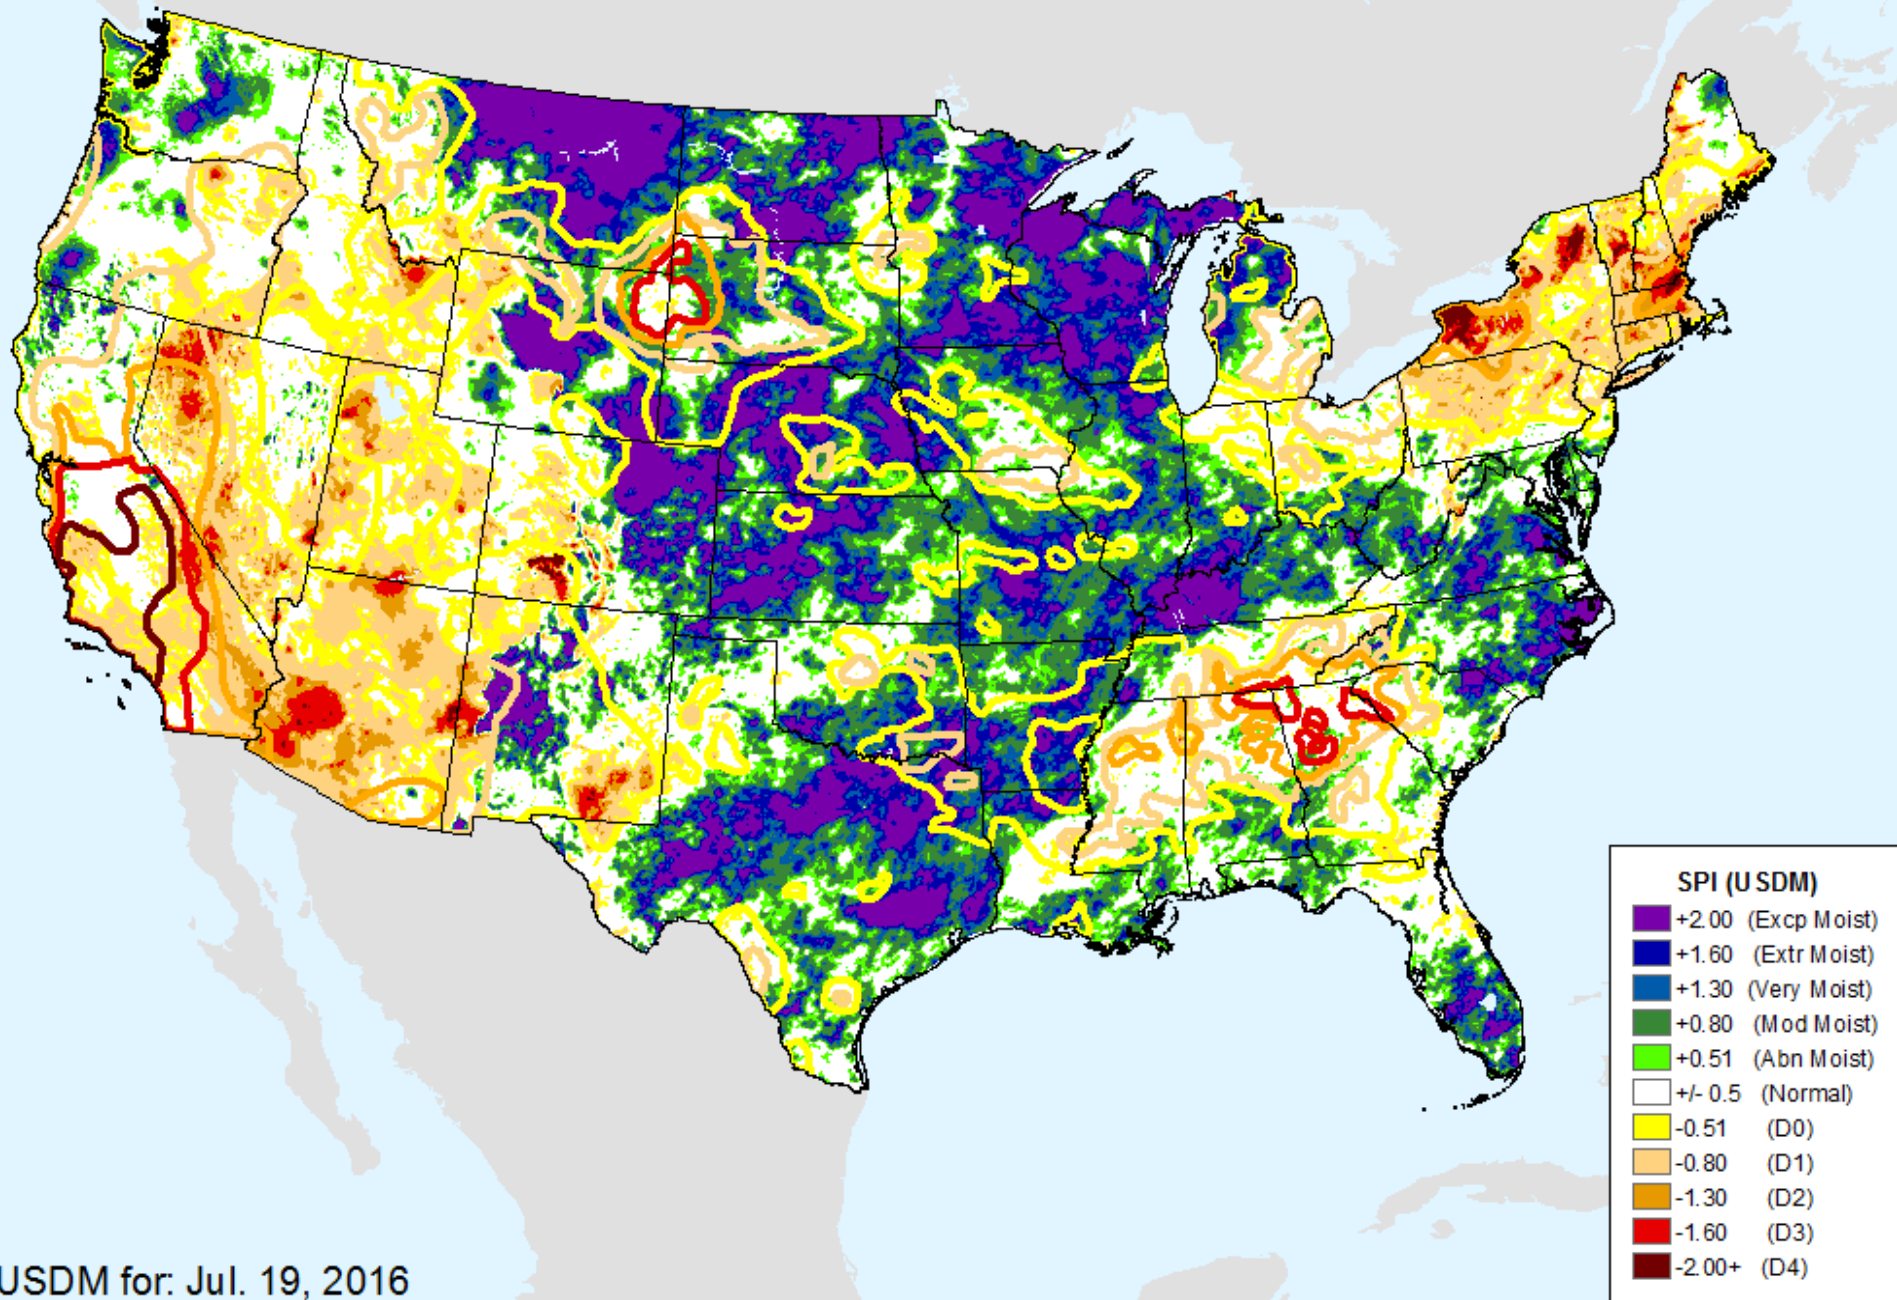 SPI (USDM)
+2.00 (Excp Moist)
+1.60 (Extr Moist)
+1.30 (Very Moist)
+0.80 (Mod Moist)
+0.51 (Abn Moist)
+/- 0.5 (Normal)
-0.51 (D0)
-0.80 (D1)
-1.30 (D2)
-1.60 (D3)
-2.00+ (D4)
USDM for: Jul. 19, 2016